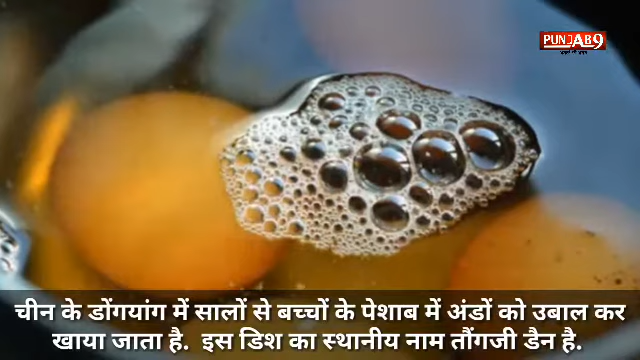 PUNJAB9
चीन के डोंगयांग में सालों से बच्चों के पेशाब में अंडों को उबाल कर
खाया जाता है. इस डिश का स्थानीय नाम तौंगजी डैन है.